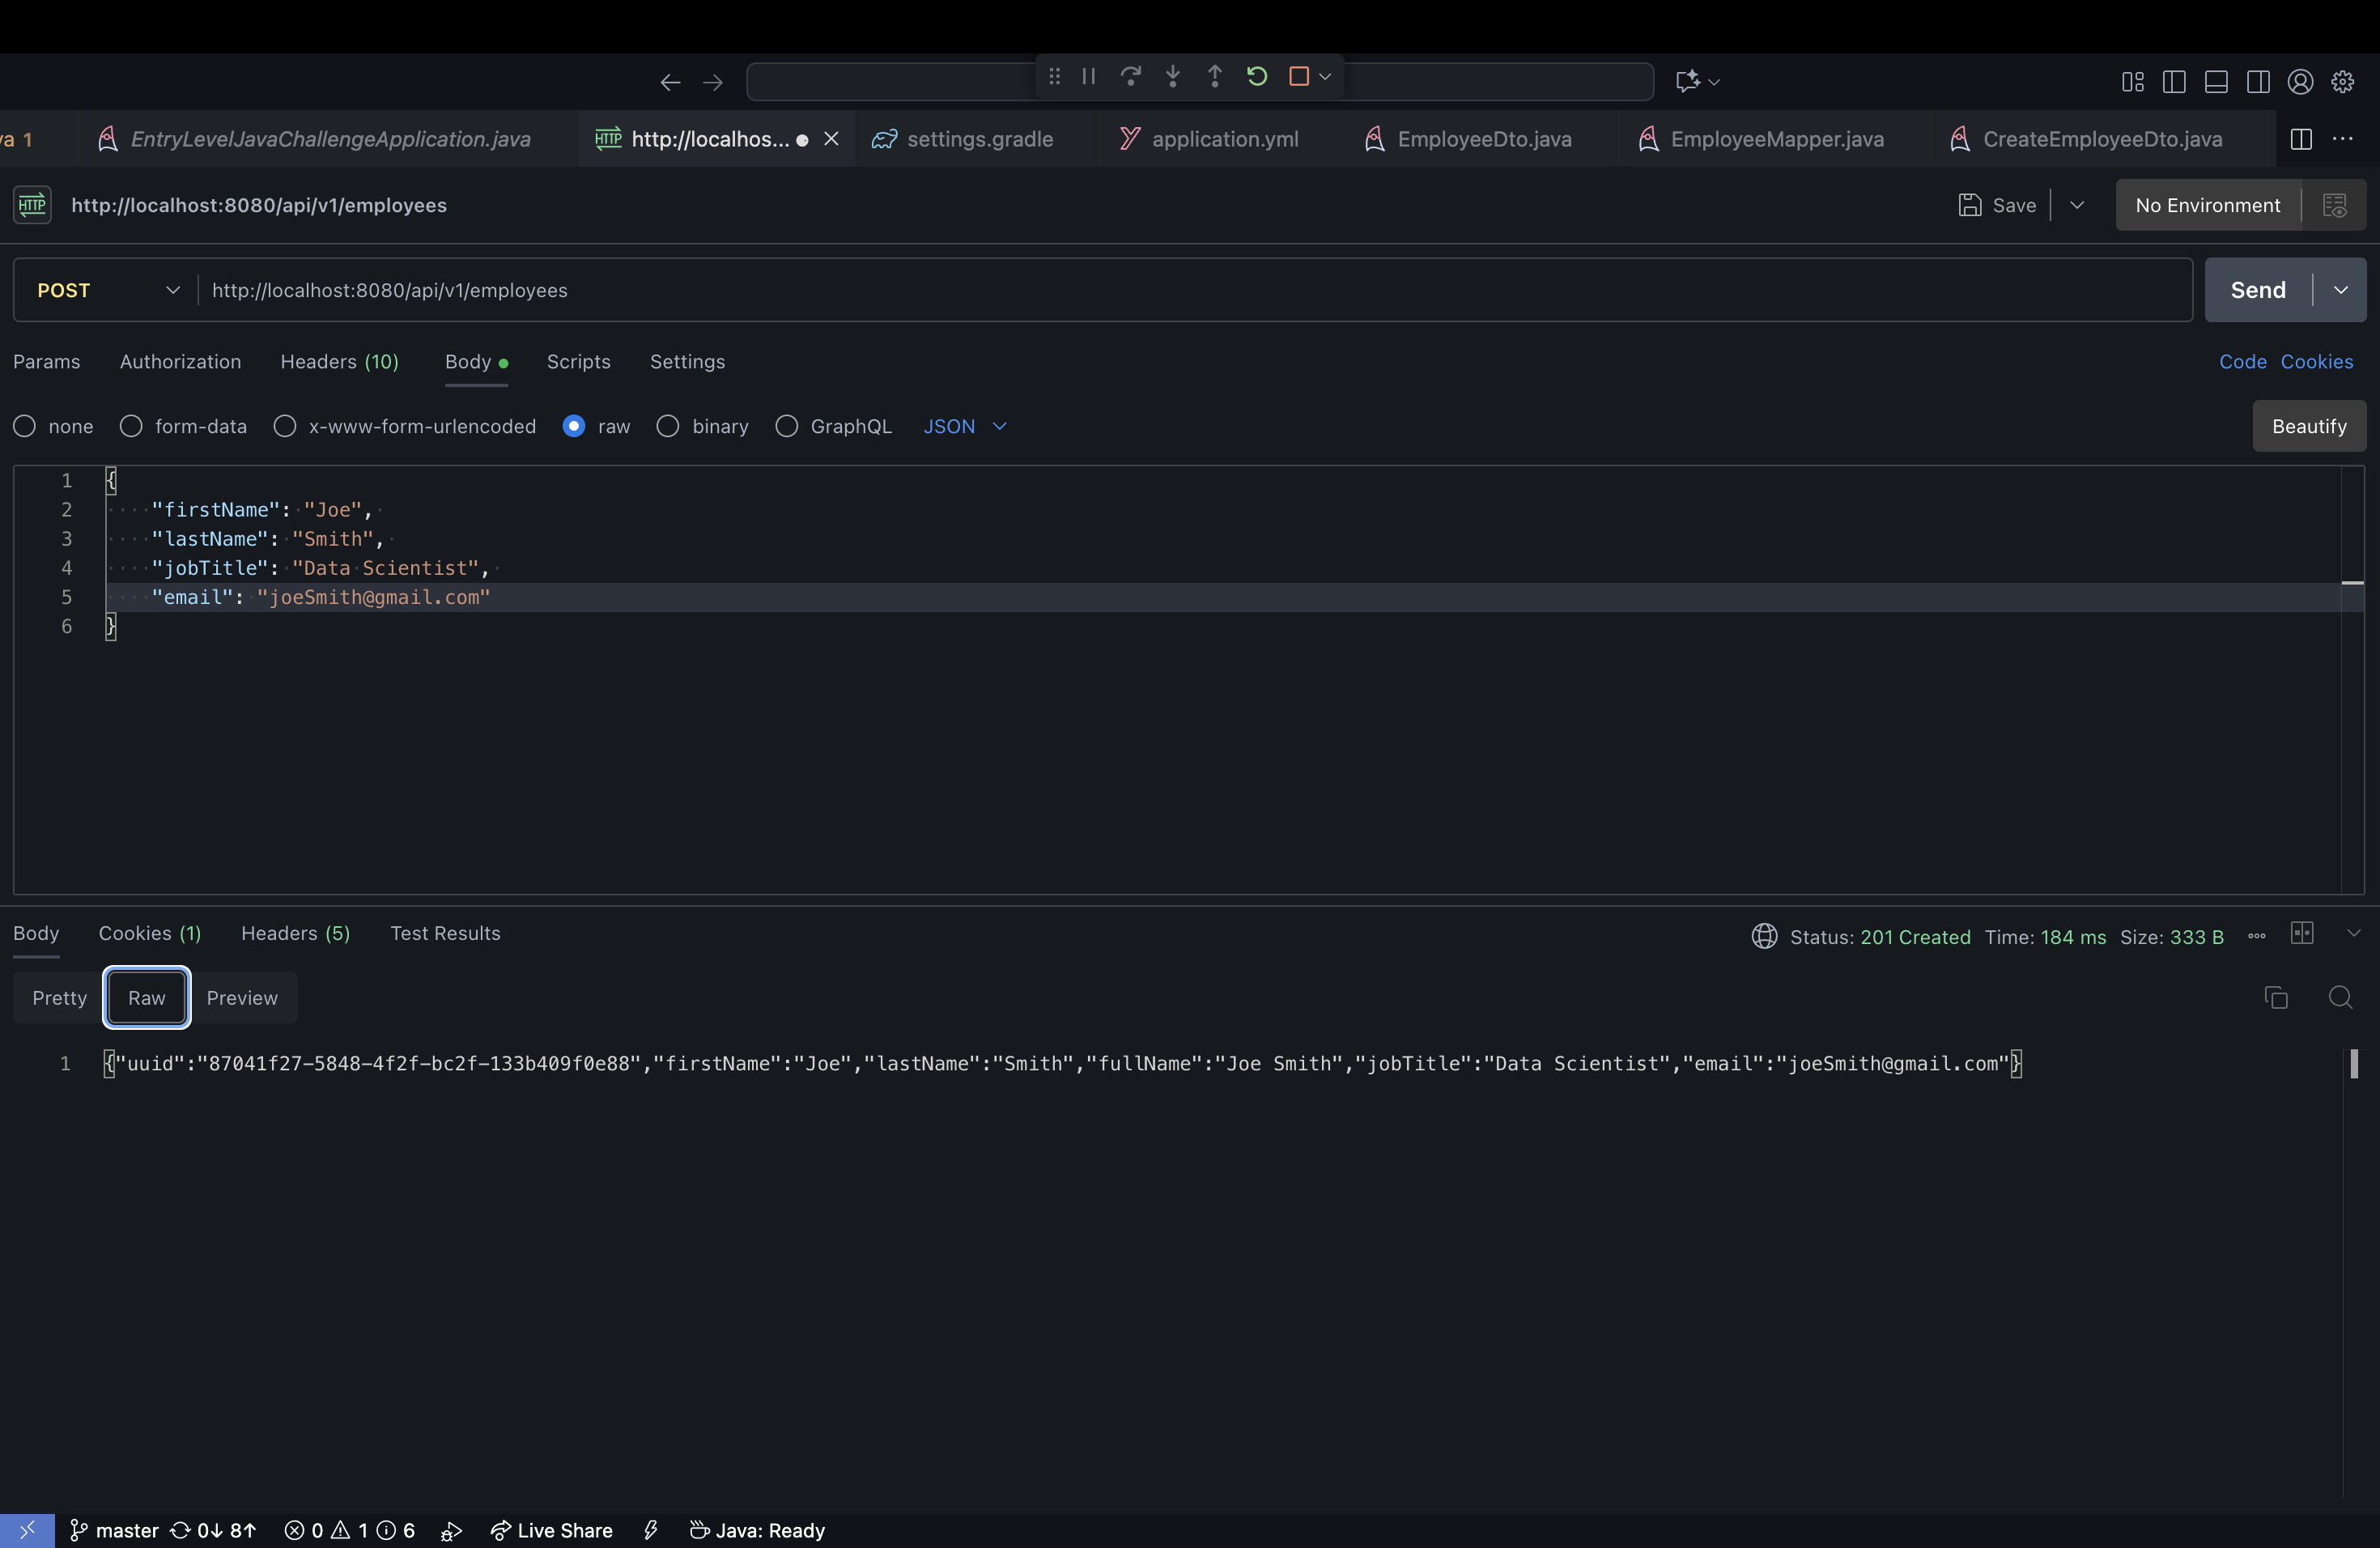 va 1
EntryLevelJavaChallengeApplication.java
HTTP http://localhos...
settings.gradle
application.yml
EmployeeDto.java
EmployeeMapper.java
CreateEmployeeDto.java
HTTP http://localhost:8080/api/v1/employees
Save
No Environment
POST
http://localhost:8080/api/v1/employees
Send
Params
Authorization
Headers (10)
Body
Scripts
Settings
Code
Cookies
none
form-data
x-www-form-urlencoded
raw
binary
GraphQL
JSON
Beautify
1 {
2 "firstName": "Joe",
3 "lastName": "Smith",
4 "jobTitle": "Data Scientist",
5 "email": "joeSmith@gmail.com"
6 }
Body
Cookies (1)
Headers (5)
Test Results
Status: 201 Created Time: 184 ms Size: 333 B
Pretty
Raw
Preview
1 {"uuid":"87041f27-5848-4f2f-bc2f-133b409f0e88","firstName":"Joe","lastName":"Smith","fullName":"Joe Smith","jobTitle":"Data Scientist","email":"joeSmith@gmail.com"}
master 0↓ 8↑ 0 1 6 Live Share Java: Ready